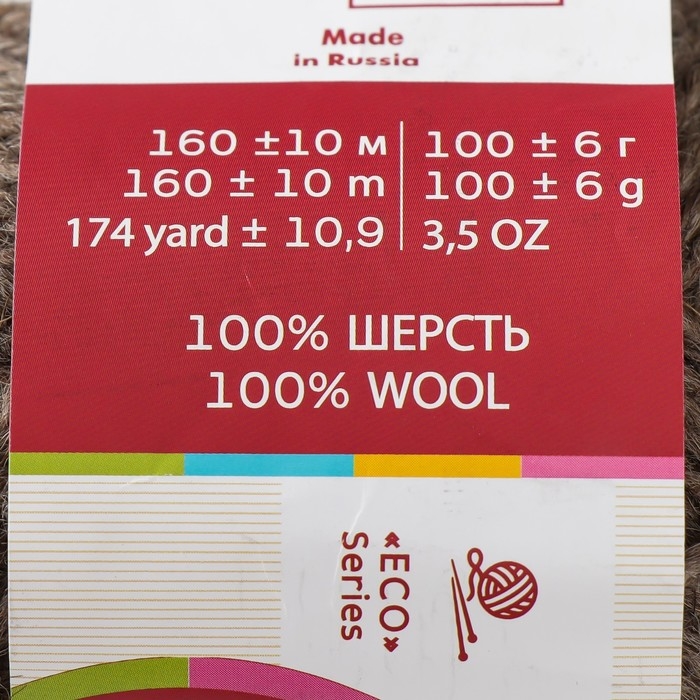 Made
in Russia
160 ±10 м 100 ± 6 г
160 ± 10 m 100 ± 6 g
174 yard ± 10,9 3,5 OZ
100% ШЕРСТЬ
100% WOOL
«ECO»
Series